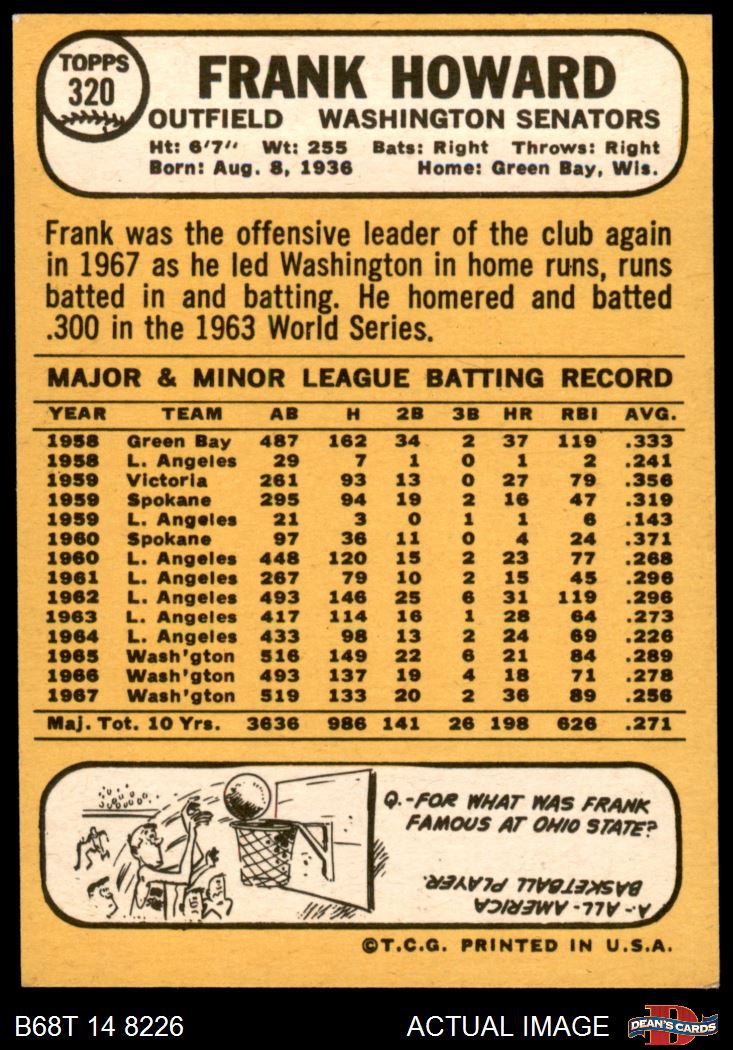 TOPPS
320
FRANK HOWARD
OUTFIELD WASHINGTON SENATORS
Ht: 6'7" Wt: 255 Bats: Right Throws: Right
Born: Aug. 8, 1936 Home: Green Bay, Wis.
Frank was the offensive leader of the club again
in 1967 as he led Washington in home runs, runs
batted in and batting. He homered and batted
.300 in the 1963 World Series.
MAJOR & MINOR LEAGUE BATTING RECORD
YEAR TEAM AB H 2B 3B HR RBI AVG.
1958 Green Bay 487 162 34 2 37 119 .333
1958 L. Angeles 29 7 1 0 1 2 .241
1959 Victoria 261 93 13 0 27 79 .356
1959 Spokane 295 94 19 2 16 47 .319
1959 L. Angeles 21 3 0 1 1 6 .143
1960 Spokane 97 36 11 0 4 24 .371
1960 L. Angeles 448 120 15 2 23 77 .268
1961 L. Angeles 267 79 10 2 15 45 .296
1962 L. Angeles 493 146 25 6 31 119 .296
1963 L. Angeles 417 114 16 1 28 64 .273
1964 L. Angeles 433 98 13 2 24 69 .226
1965 Wash'gton 516 149 22 6 21 84 .289
1966 Wash'gton 493 137 19 4 18 71 .278
1967 Wash'gton 519 133 20 2 36 89 .256
Maj. Tot. 10 Yrs. 3636 986 141 26 198 626 .271
Q.-FOR WHAT WAS FRANK
FAMOUS AT OHIO STATE?
A.-ALL-AMERICA
BASKETBALL PLAYER.
©T.C.G. PRINTED IN U.S.A.
B68T 14 8226 ACTUAL IMAGE
D
DEAN'S CARDS